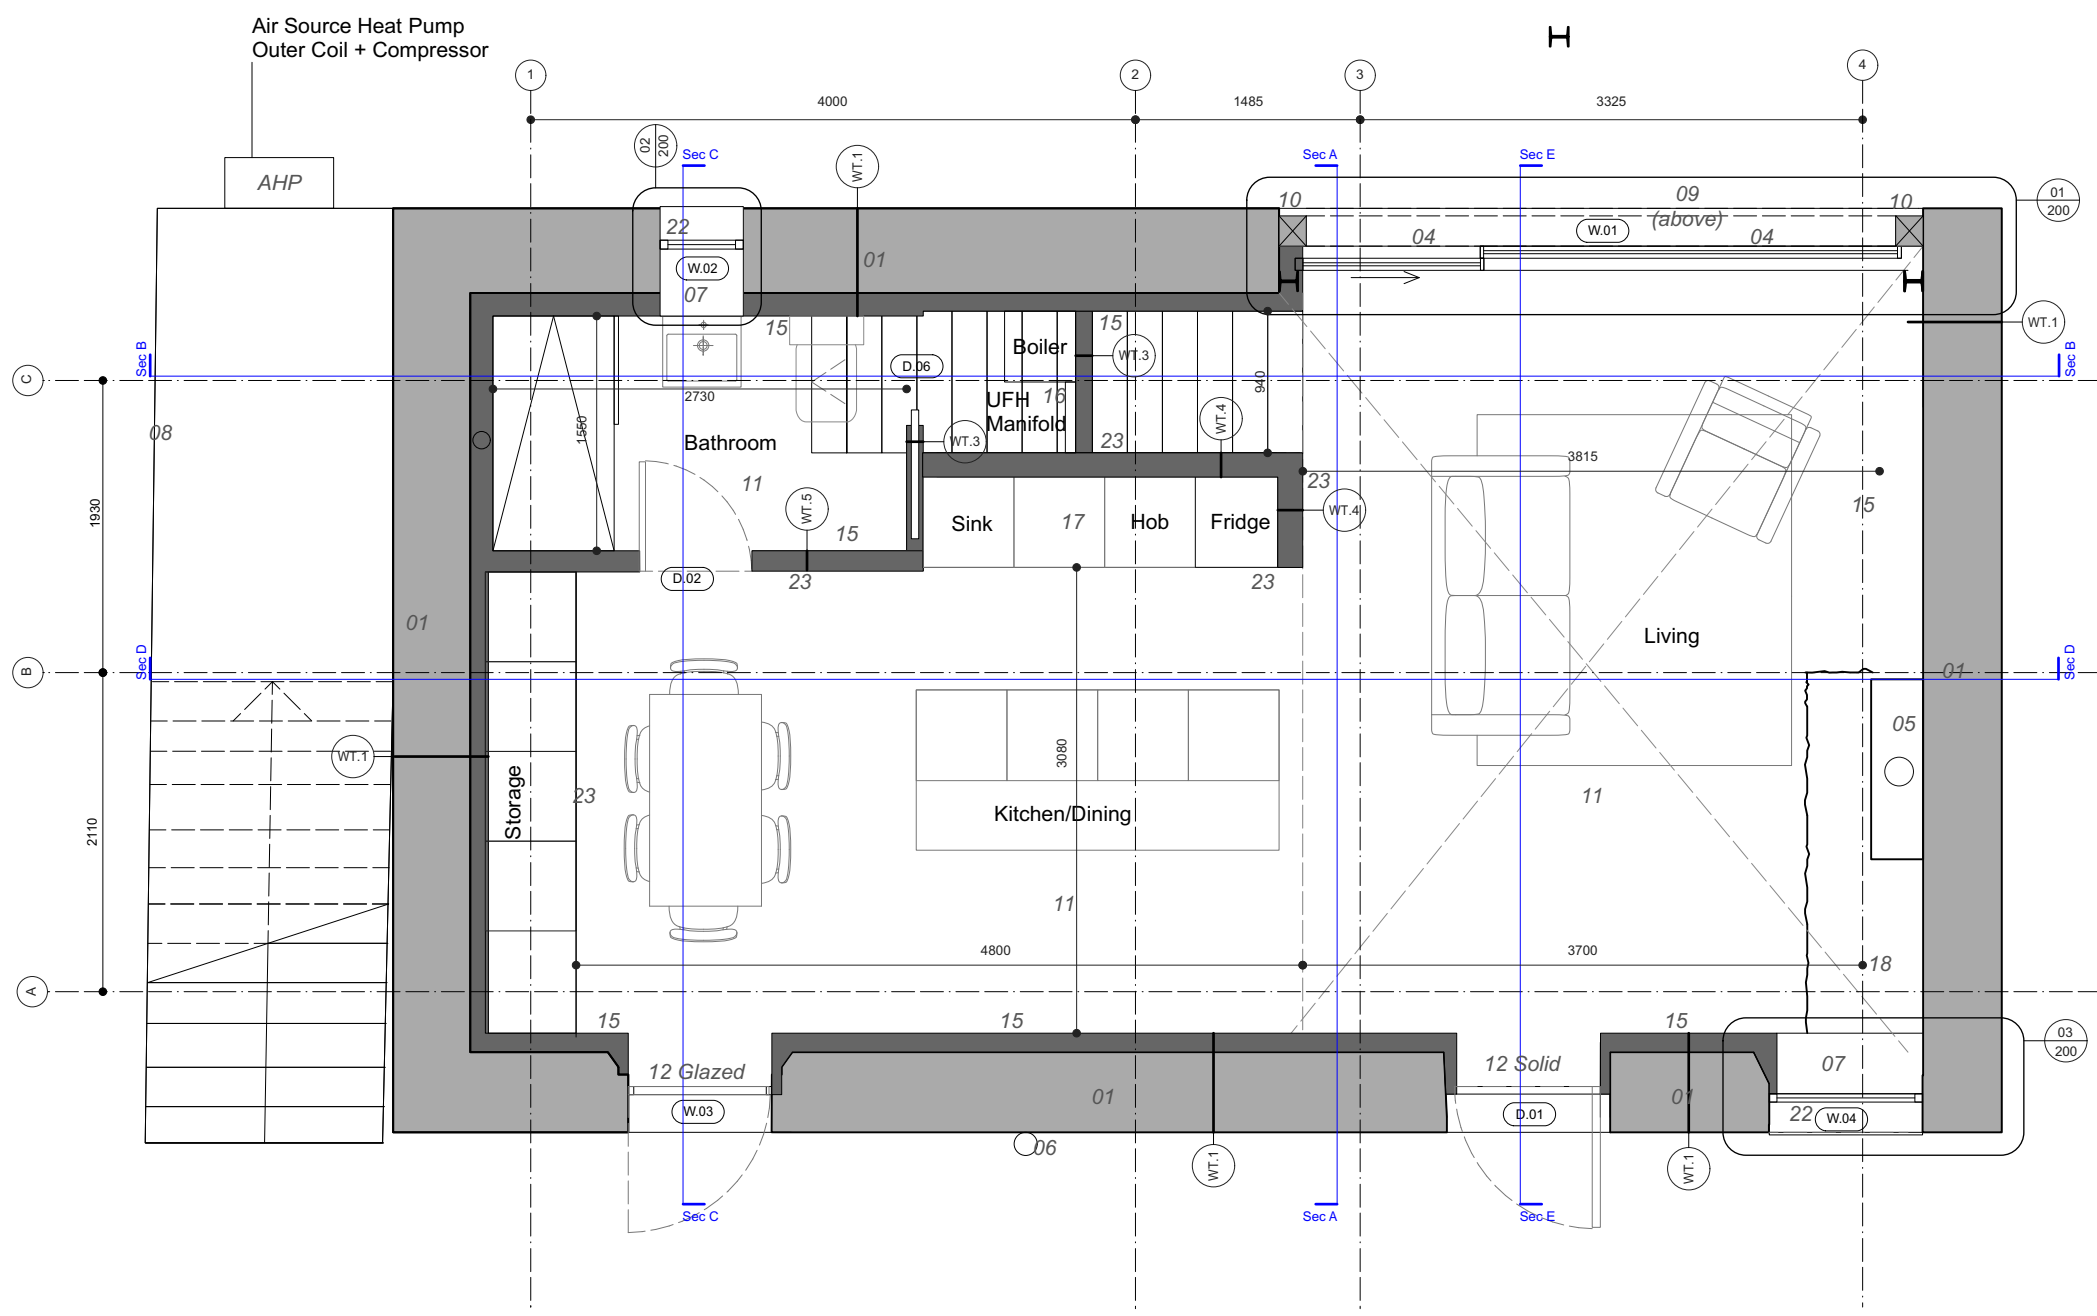 Air Source Heat Pump
Outer Coil + Compressor
1
2
3
4
4000
1485
3325
02
200
Sec C
WT.1
Sec A
Sec E
AHP
10
09
(above)
10
01
200
22
04
W.01
04
W.02
01
07
15
15
WT.1
Sec B
Boiler
WT.3
Sec B
C
D.06
2730
16
940
UFH
Manifold
WT.4
08
1550
Bathroom
WT.3
23
3815
11
23
1930
WT.5
15
Sink
17
Hob
Fridge
WT.4
15
D.02
23
23
01
Living
B
Sec D
01
Sec D
05
WT.1
3080
Storage
23
Kitchen/Dining
11
2110
11
4800
3700
18
A
15
15
15
12 Glazed
12 Solid
07
03
200
01
01
W.03
D.01
22
W.04
06
WT.1
WT.1
Sec C
Sec A
Sec E